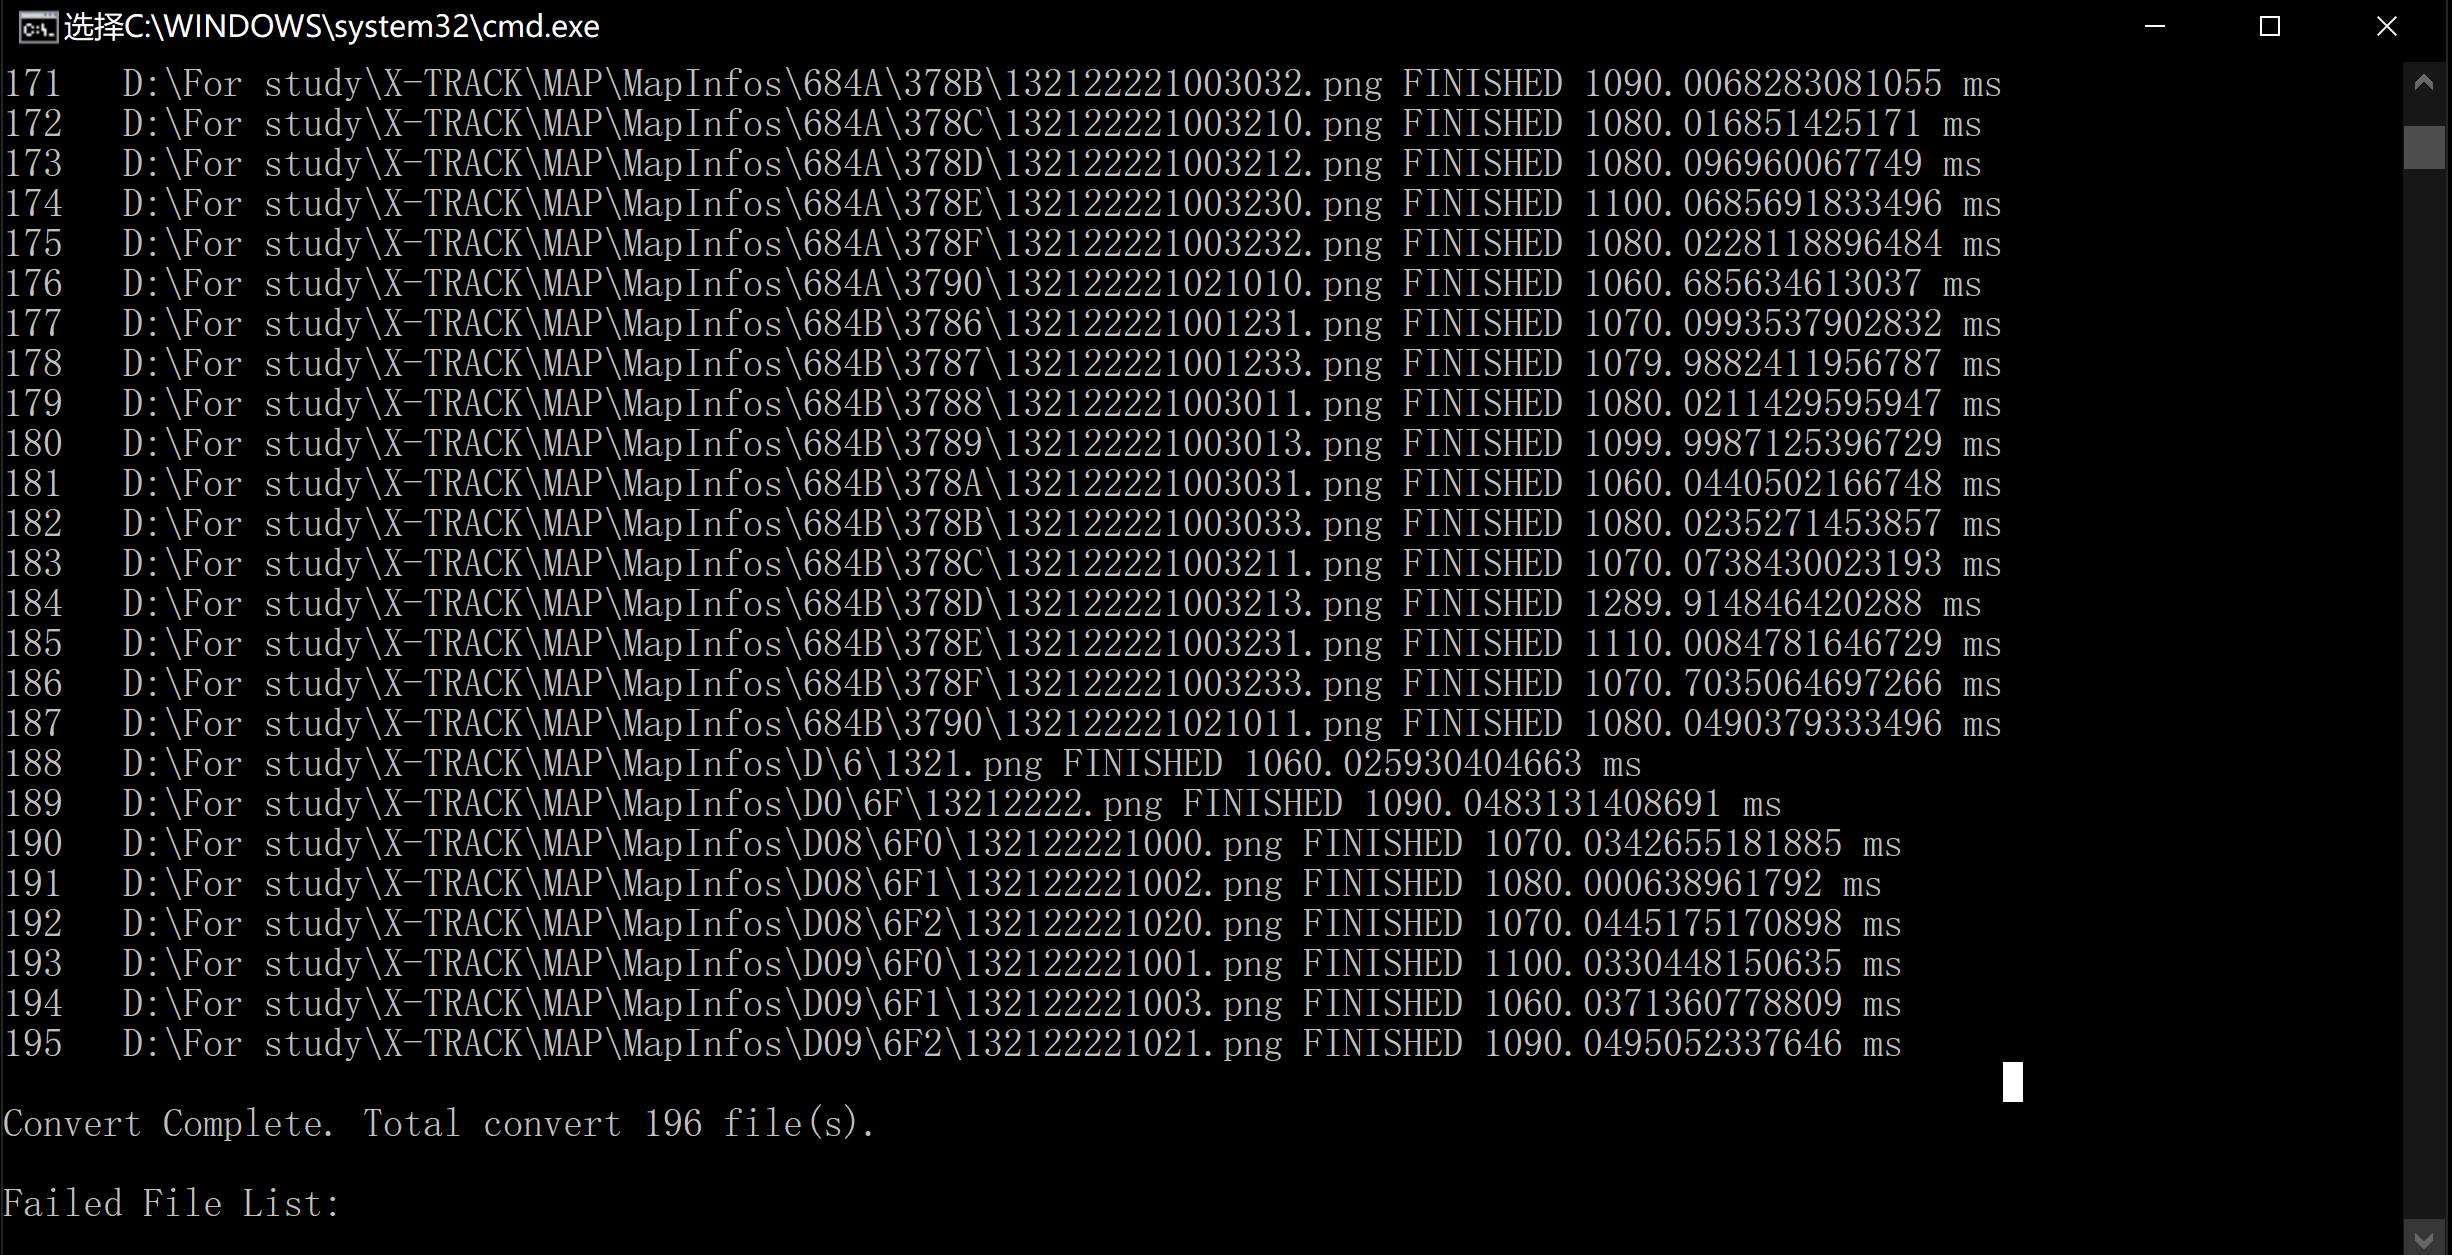 选择C:\WINDOWS\system32\cmd.exe
171 D:\For study\X-TRACK\MAP\MapInfos\684A\378B\132122221003032.png FINISHED 1090.0068283081055 ms
172 D:\For study\X-TRACK\MAP\MapInfos\684A\378C\132122221003210.png FINISHED 1080.016851425171 ms
173 D:\For study\X-TRACK\MAP\MapInfos\684A\378D\132122221003212.png FINISHED 1080.096960067749 ms
174 D:\For study\X-TRACK\MAP\MapInfos\684A\378E\132122221003230.png FINISHED 1100.0685691833496 ms
175 D:\For study\X-TRACK\MAP\MapInfos\684A\378F\132122221003232.png FINISHED 1080.0228118896484 ms
176 D:\For study\X-TRACK\MAP\MapInfos\684A\3790\132122221021010.png FINISHED 1060.685634613037 ms
177 D:\For study\X-TRACK\MAP\MapInfos\684B\3786\132122221001231.png FINISHED 1070.0993537902832 ms
178 D:\For study\X-TRACK\MAP\MapInfos\684B\3787\132122221001233.png FINISHED 1079.9882411956787 ms
179 D:\For study\X-TRACK\MAP\MapInfos\684B\3788\132122221003011.png FINISHED 1080.0211429595947 ms
180 D:\For study\X-TRACK\MAP\MapInfos\684B\3789\132122221003013.png FINISHED 1099.9987125396729 ms
181 D:\For study\X-TRACK\MAP\MapInfos\684B\378A\132122221003031.png FINISHED 1060.0440502166748 ms
182 D:\For study\X-TRACK\MAP\MapInfos\684B\378B\132122221003033.png FINISHED 1080.0235271453857 ms
183 D:\For study\X-TRACK\MAP\MapInfos\684B\378C\132122221003211.png FINISHED 1070.0738430023193 ms
184 D:\For study\X-TRACK\MAP\MapInfos\684B\378D\132122221003213.png FINISHED 1289.914846420288 ms
185 D:\For study\X-TRACK\MAP\MapInfos\684B\378E\132122221003231.png FINISHED 1110.0084781646729 ms
186 D:\For study\X-TRACK\MAP\MapInfos\684B\378F\132122221003233.png FINISHED 1070.7035064697266 ms
187 D:\For study\X-TRACK\MAP\MapInfos\684B\3790\132122221021011.png FINISHED 1080.0490379333496 ms
188 D:\For study\X-TRACK\MAP\MapInfos\D\6\1321.png FINISHED 1060.025930404663 ms
189 D:\For study\X-TRACK\MAP\MapInfos\D0\6F\13212222.png FINISHED 1090.0483131408691 ms
190 D:\For study\X-TRACK\MAP\MapInfos\D08\6F0\132122221000.png FINISHED 1070.0342655181885 ms
191 D:\For study\X-TRACK\MAP\MapInfos\D08\6F1\132122221002.png FINISHED 1080.000638961792 ms
192 D:\For study\X-TRACK\MAP\MapInfos\D08\6F2\132122221020.png FINISHED 1070.0445175170898 ms
193 D:\For study\X-TRACK\MAP\MapInfos\D09\6F0\132122221001.png FINISHED 1100.0330448150635 ms
194 D:\For study\X-TRACK\MAP\MapInfos\D09\6F1\132122221003.png FINISHED 1060.0371360778809 ms
195 D:\For study\X-TRACK\MAP\MapInfos\D09\6F2\132122221021.png FINISHED 1090.0495052337646 ms
Convert Complete. Total convert 196 file(s).
Failed File List: